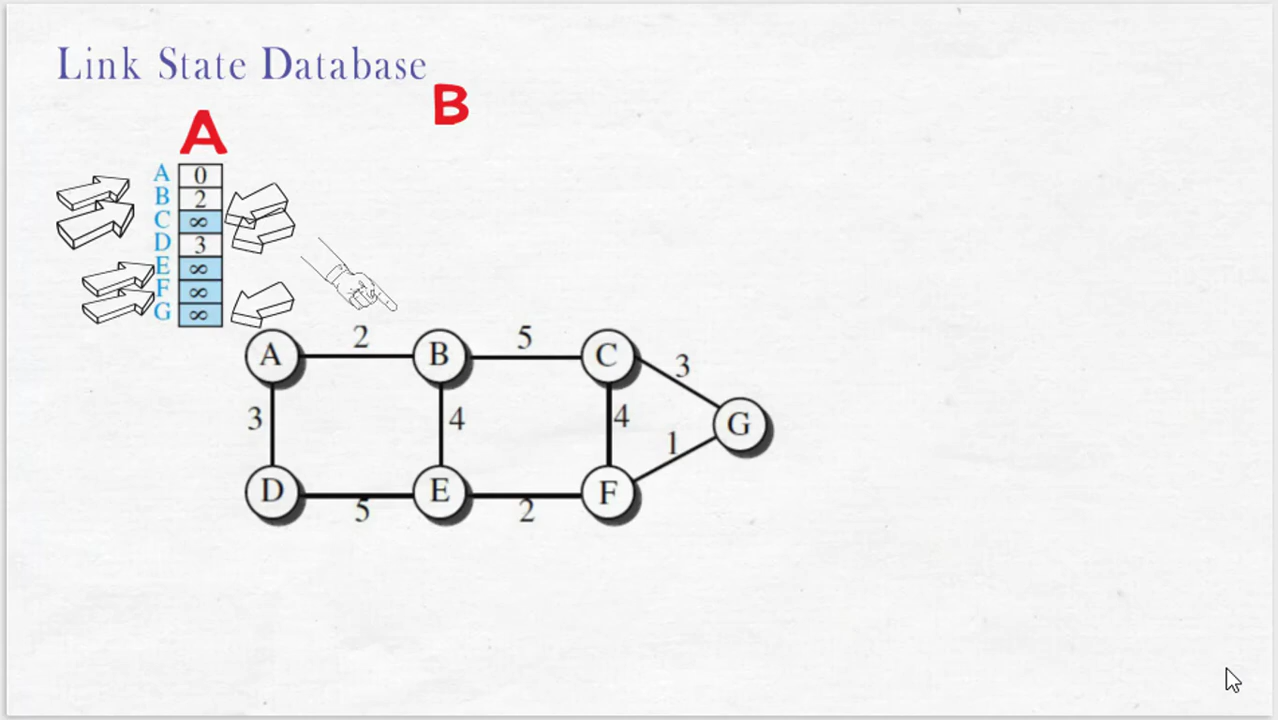 Link State Database
B
A
A 0
B 2
C ∞
D 3
E ∞
F ∞
G ∞
2 5
A B C
3
G
3 4 4
1
D E F
5 2